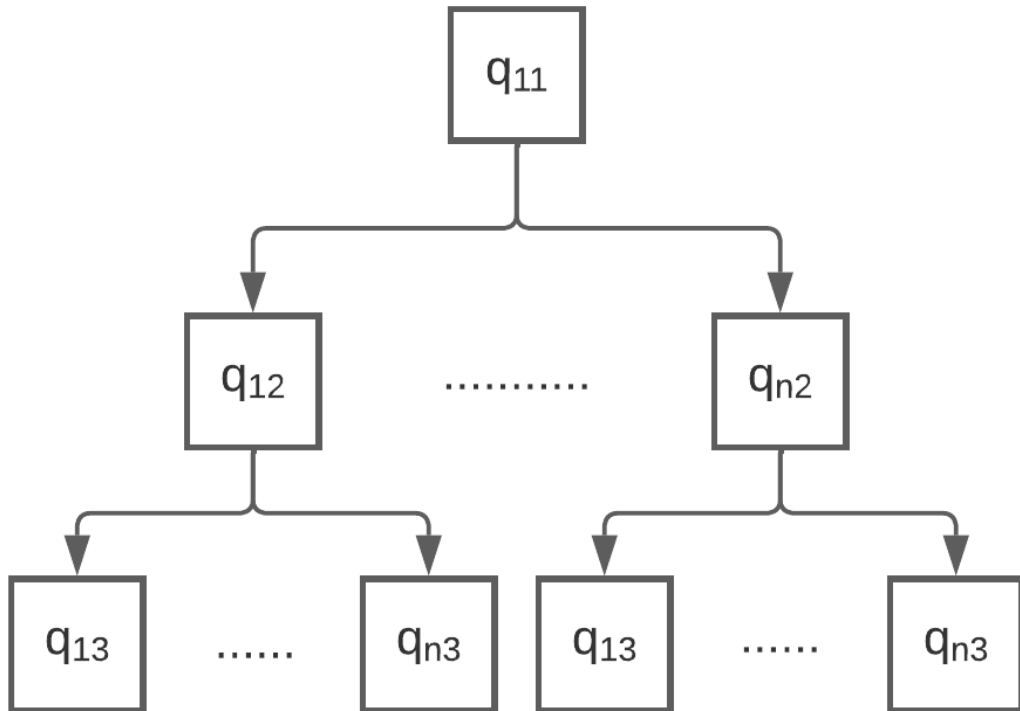 q11
q12 ........... qn2
q13 ...... qn3 q13 ...... qn3